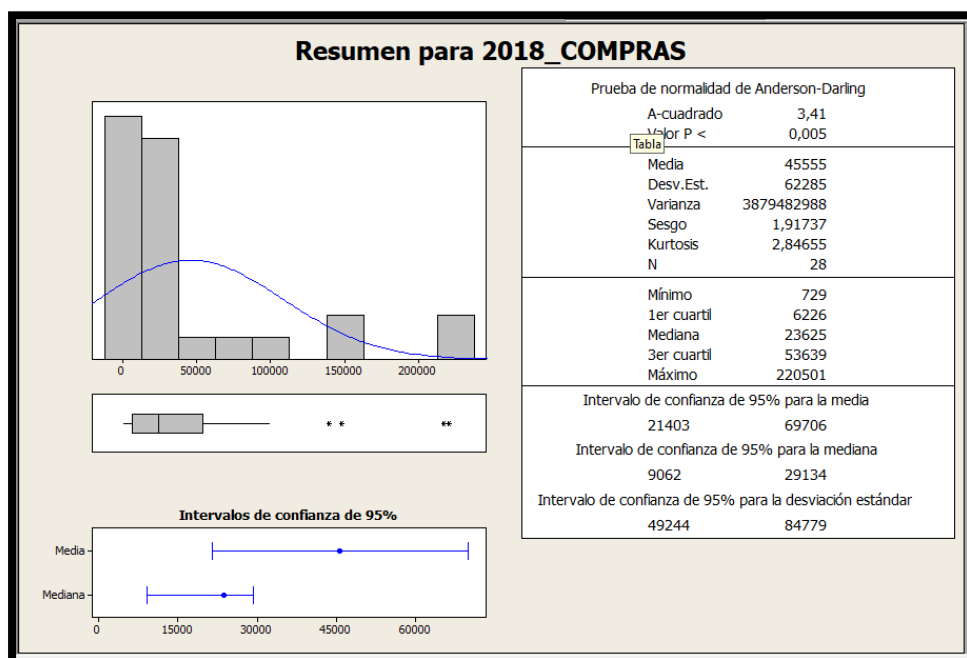 Resumen para 2018_COMPRAS
0 50000 100000 150000 200000
Intervalos de confianza de 95%
Media
Mediana
0 15000 30000 45000 60000
Prueba de normalidad de Anderson-Darling
A-cuadrado 3,41
Valor P < 0,005
Tabla
Media 45555
Desv.Est. 62285
Varianza 3879482988
Sesgo 1,91737
Kurtosis 2,84655
N 28
Mínimo 729
1er cuartil 6226
Mediana 23625
3er cuartil 53639
Máximo 220501
Intervalo de confianza de 95% para la media
21403 69706
Intervalo de confianza de 95% para la mediana
9062 29134
Intervalo de confianza de 95% para la desviación estándar
49244 84779